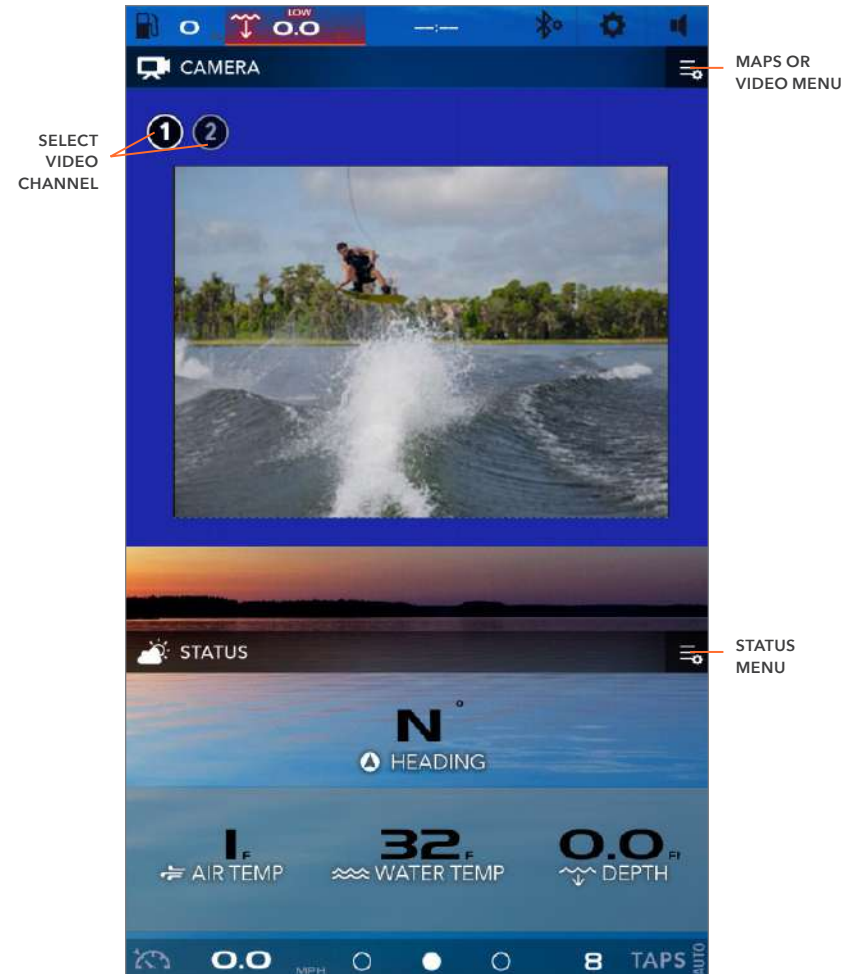 0 LOW 0.0 --:--
CAMERA
MAPS OR
VIDEO MENU
1 2
SELECT
VIDEO
CHANNEL
STATUS
STATUS
MENU
N°
HEADING
1 F 32 F 0.0
AIR TEMP WATER TEMP DEPTH
0.0 MPH 8 TAPS AUTO